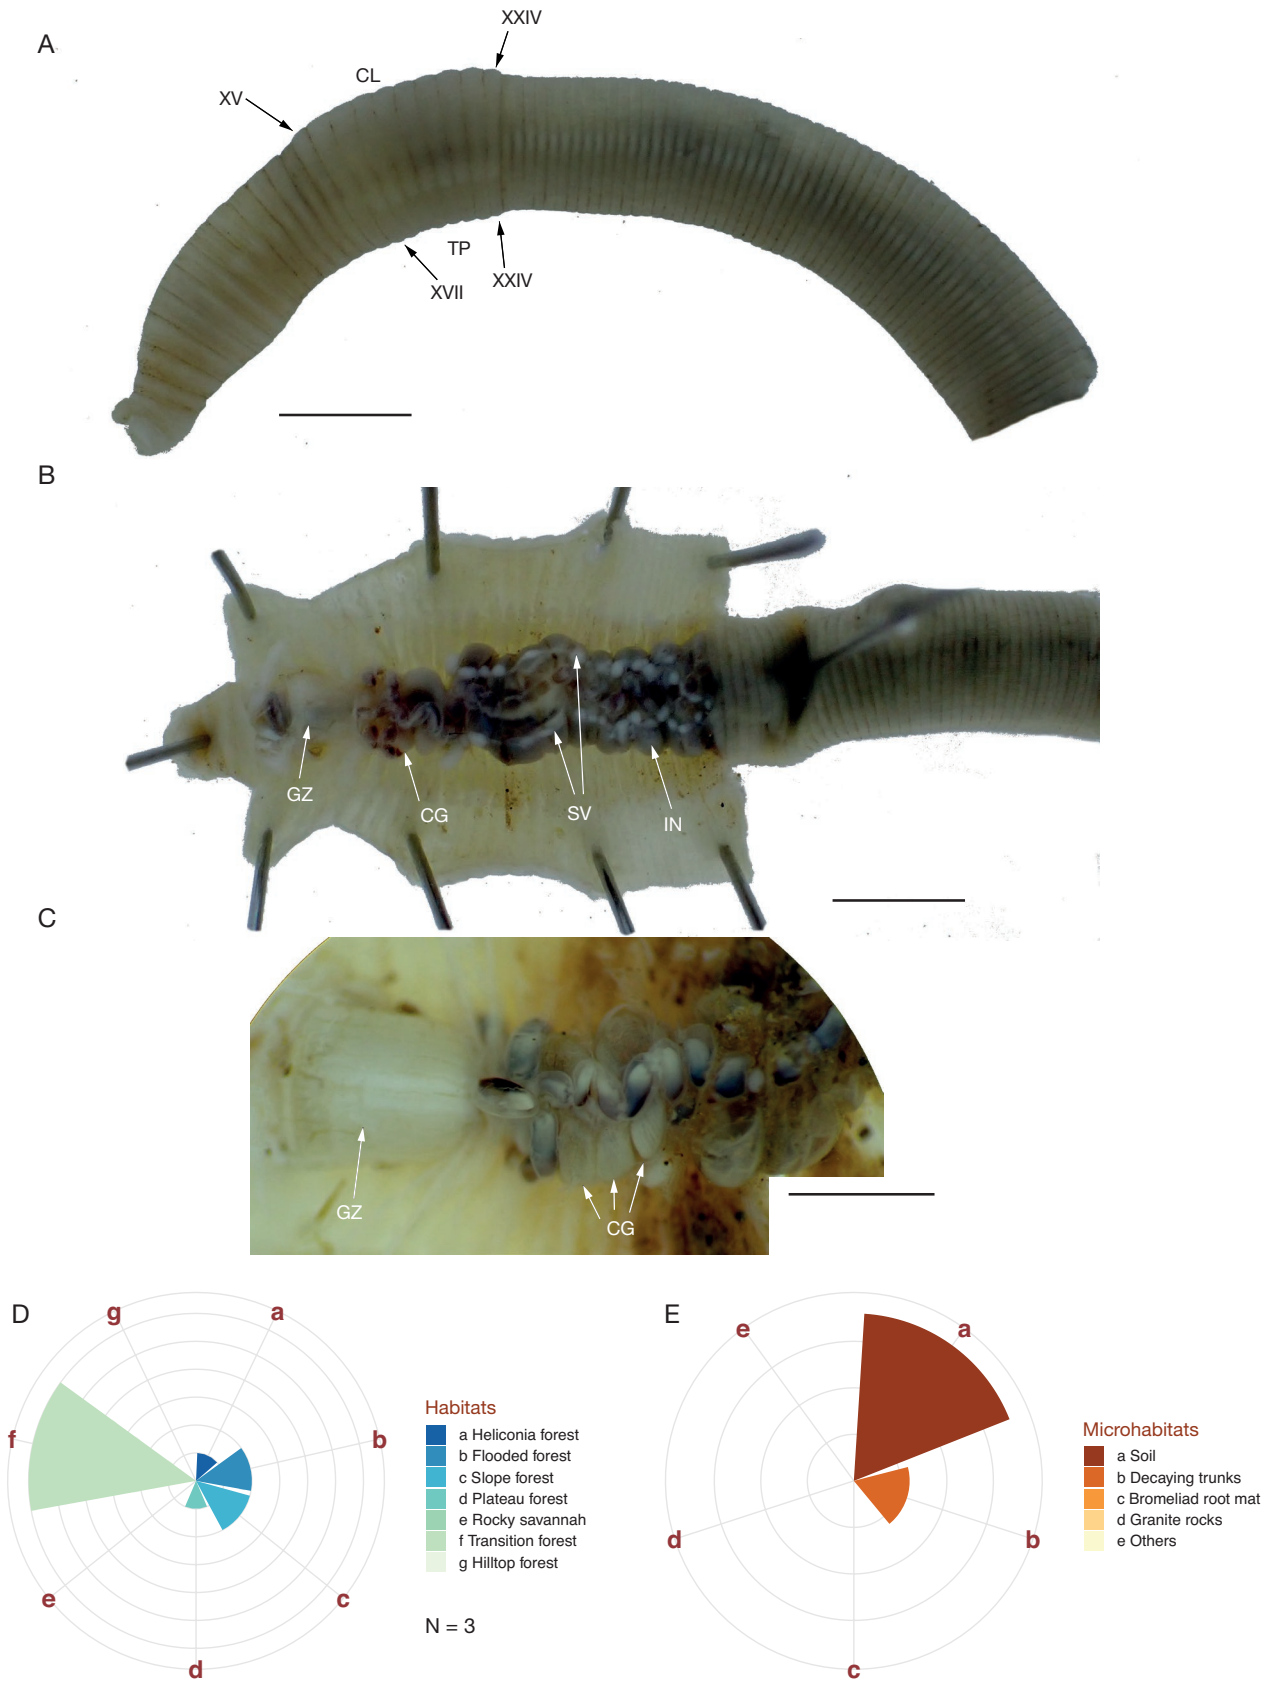 A
XXIV
CL
XV
TP
XXIV
XVII
B
GZ
CG
SV
IN
C
GZ
CG
D
g
a
f
b
e
c
d
Habitats
a Heliconia forest
b Flooded forest
c Slope forest
d Plateau forest
e Rocky savannah
f Transition forest
g Hilltop forest
N = 3
E
e
a
d
b
c
Microhabitats
a Soil
b Decaying trunks
c Bromeliad root mat
d Granite rocks
e Others